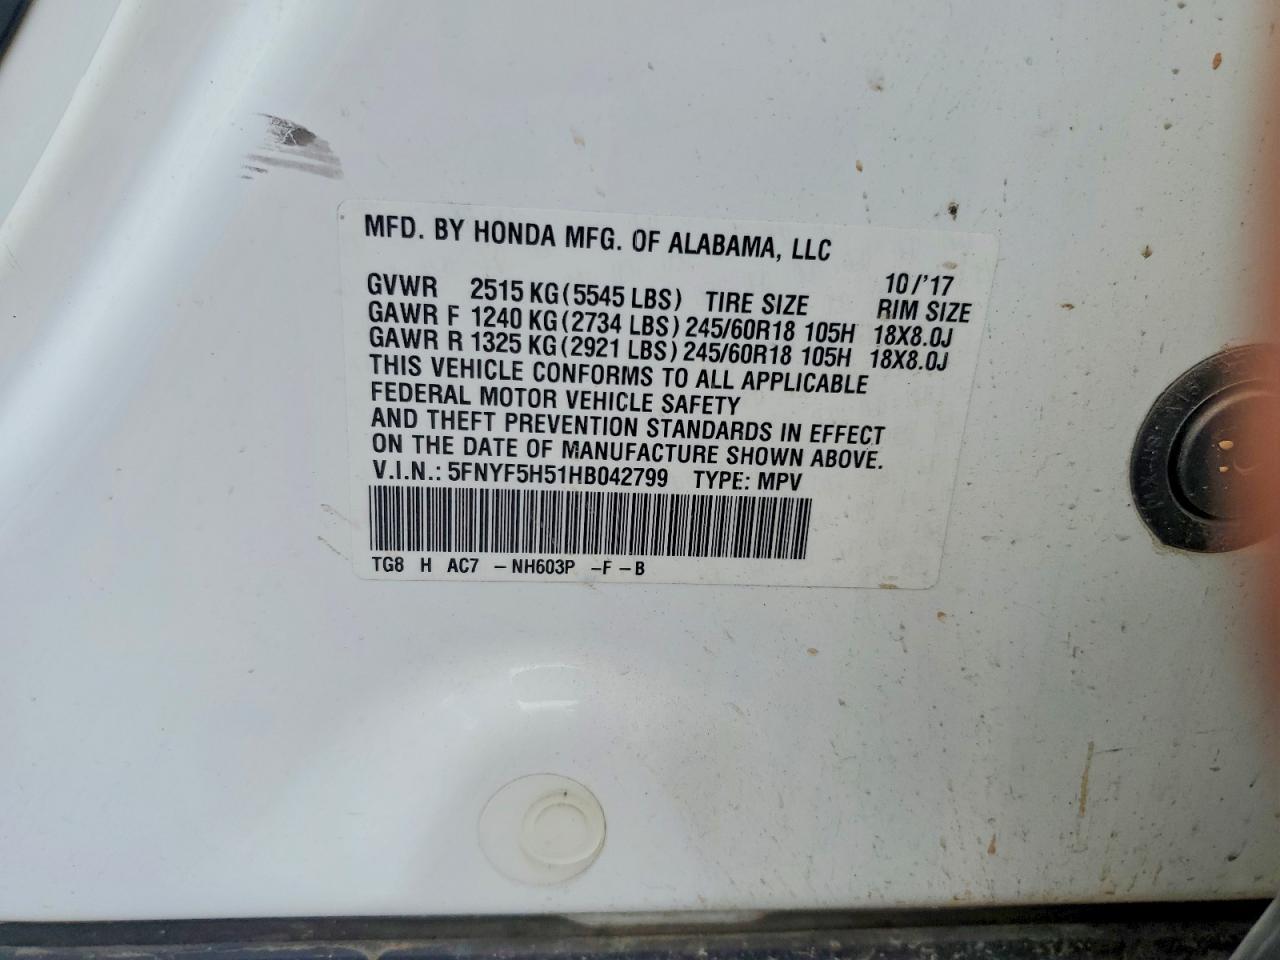 MFD. BY HONDA MFG. OF ALABAMA, LLC
10/'17
GVWR 2515 KG(5545 LBS) TIRE SIZE RIM SIZE
GAWR F 1240 KG(2734 LBS) 245/60R18 105H 18X8.0J
GAWR R 1325 KG(2921 LBS) 245/60R18 105H 18X8.0J
THIS VEHICLE CONFORMS TO ALL APPLICABLE
FEDERAL MOTOR VEHICLE SAFETY
AND THEFT PREVENTION STANDARDS IN EFFECT
ON THE DATE OF MANUFACTURE SHOWN ABOVE.
V.I.N.: 5FNYF5H51HB042799 TYPE: MPV
TG8 H AC7 -NH603P -F -B